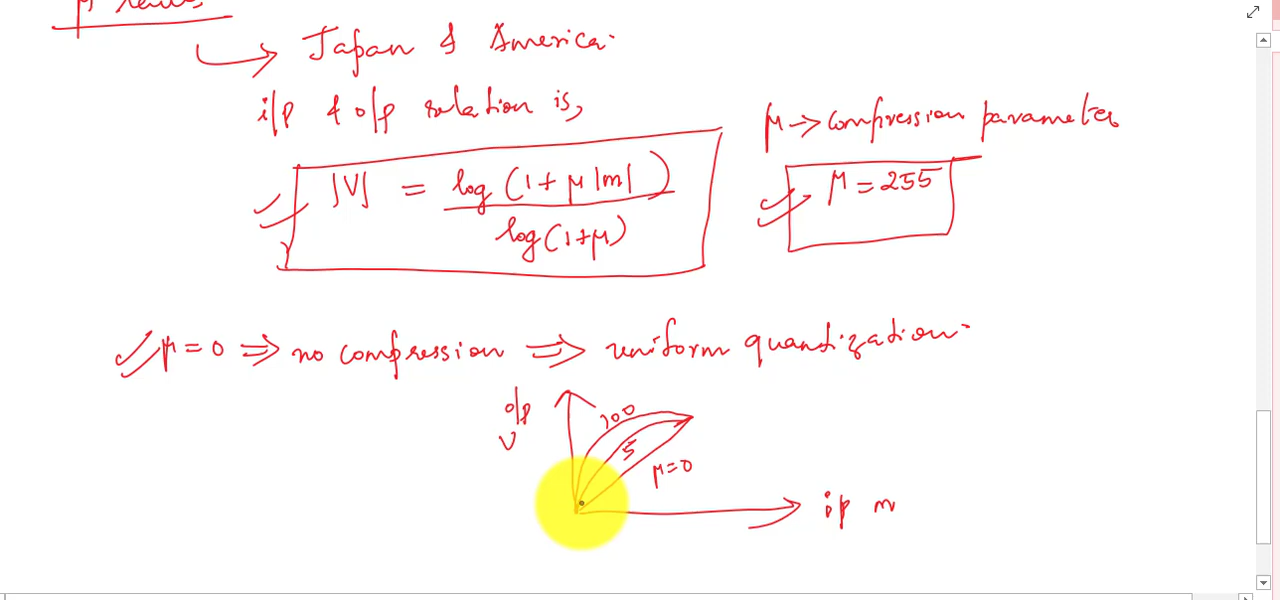 μ
Japan & America.
i/p & o/p relation is,
μ → compression parameter
|V| = log (1 + μ |m|) / log (1+μ)
μ = 255
μ = 0 ⇒ no compression ⇒ uniform quantization.
o/p
V
100
5
μ=0
i/p m